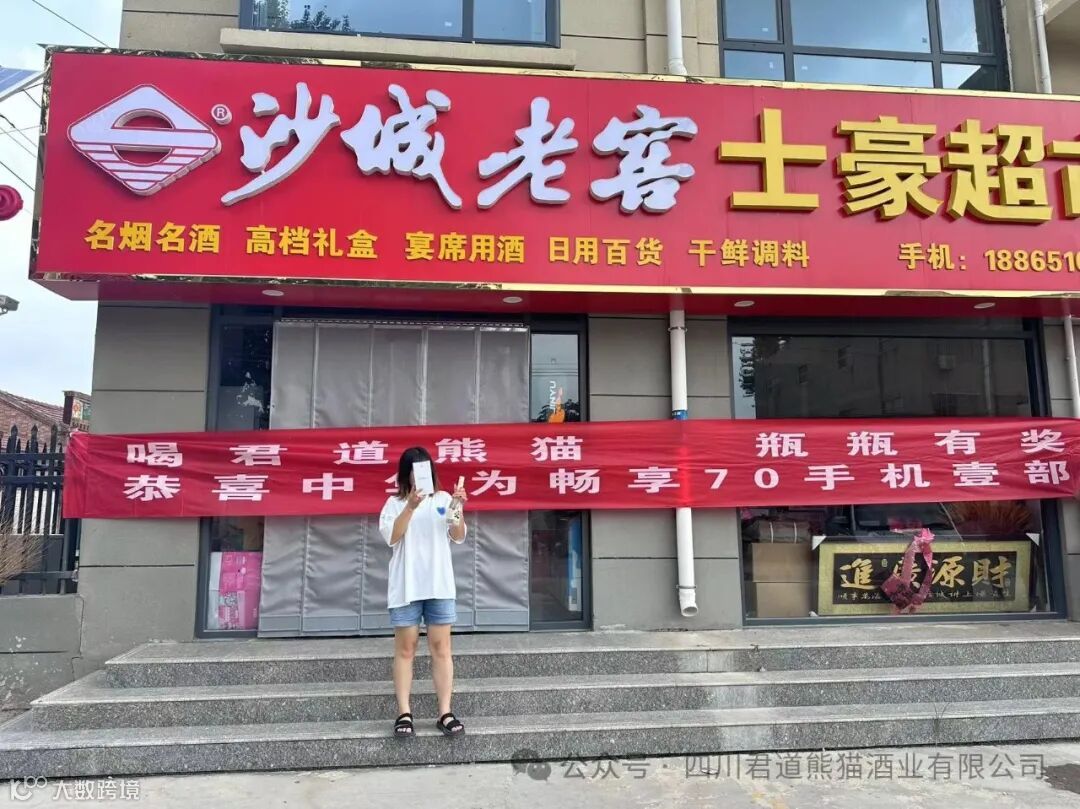 ® 沙城老窖 士豪超
名烟名酒 高档礼盒 宴席用酒 日用百货 干鲜调料 手机：188651
喝君道熊猫 瓶瓶有奖
恭喜中 为畅享70手机壹部
進 源財
公众号 · 四川君道熊猫酒业有限公司
大数跨境